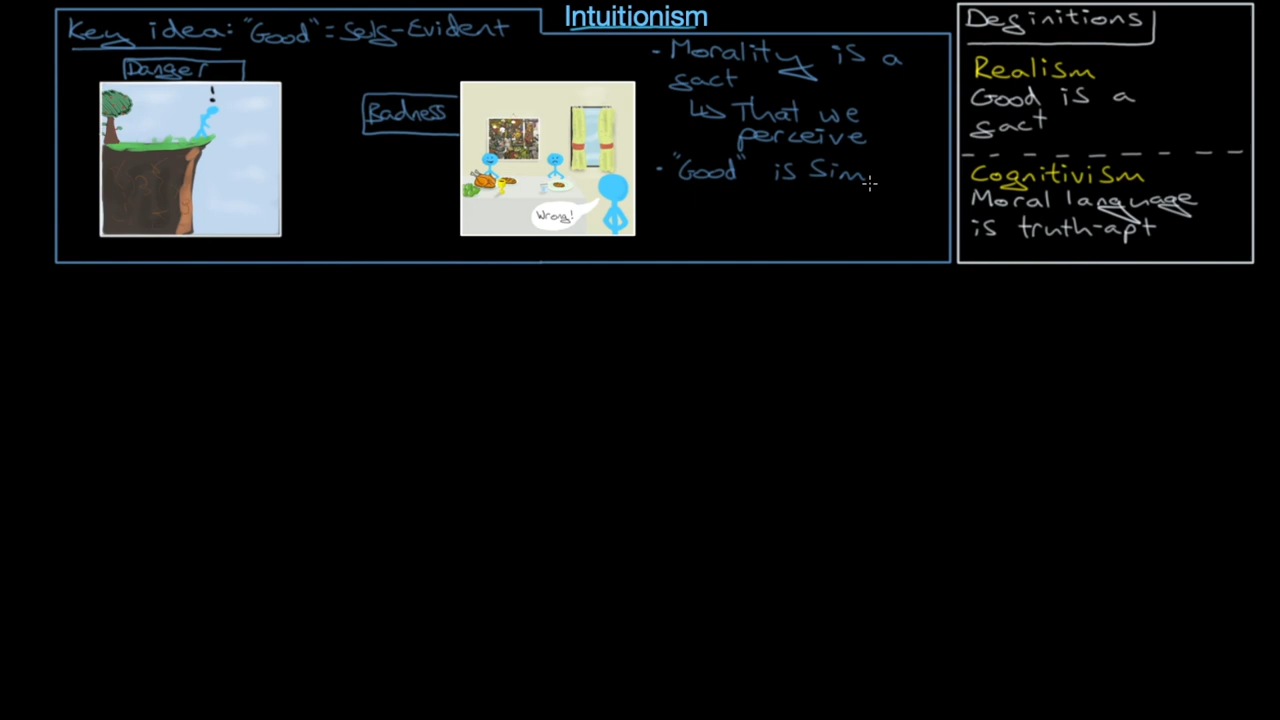 Intuitionism
Key idea: "Good" = Self-Evident
Danger
!
Badness
Wrong!
- Morality is a
fact
↳ That we
perceive
- "Good" is Sim
Definitions
Realism
Good is a
fact
Cognitivism
Moral language
is truth-apt